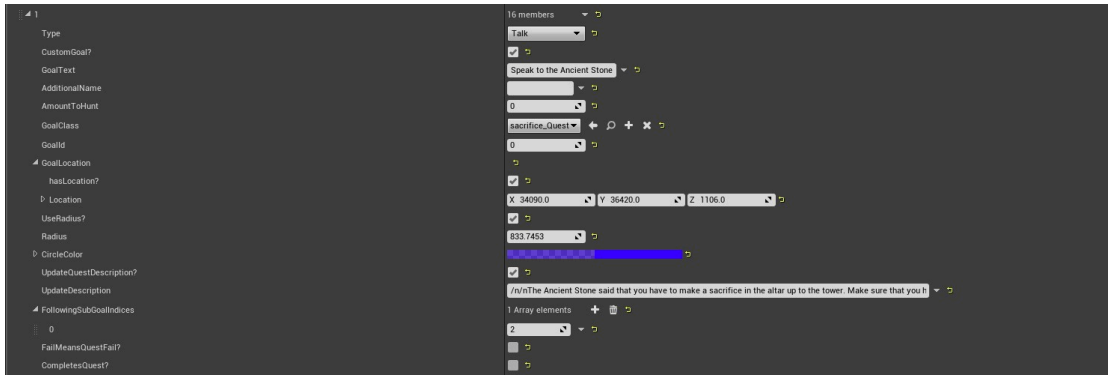 1 16 members
Type Talk
CustomGoal?
GoalText Speak to the Ancient Stone
AdditionalName
AmountToHunt 0
GoalClass sacrifice_Quest
GoalId 0
GoalLocation
hasLocation?
Location X 34090.0 Y 36420.0 Z 1106.0
UseRadius?
Radius 833.7453
CircleColor
UpdateQuestDescription?
UpdateDescription /n/nThe Ancient Stone said that you have to make a sacrifice in the altar up to the tower. Make sure that you h
FollowingSubGoalIndices 1 Array elements
0 2
FailMeansQuestFail?
CompletesQuest?